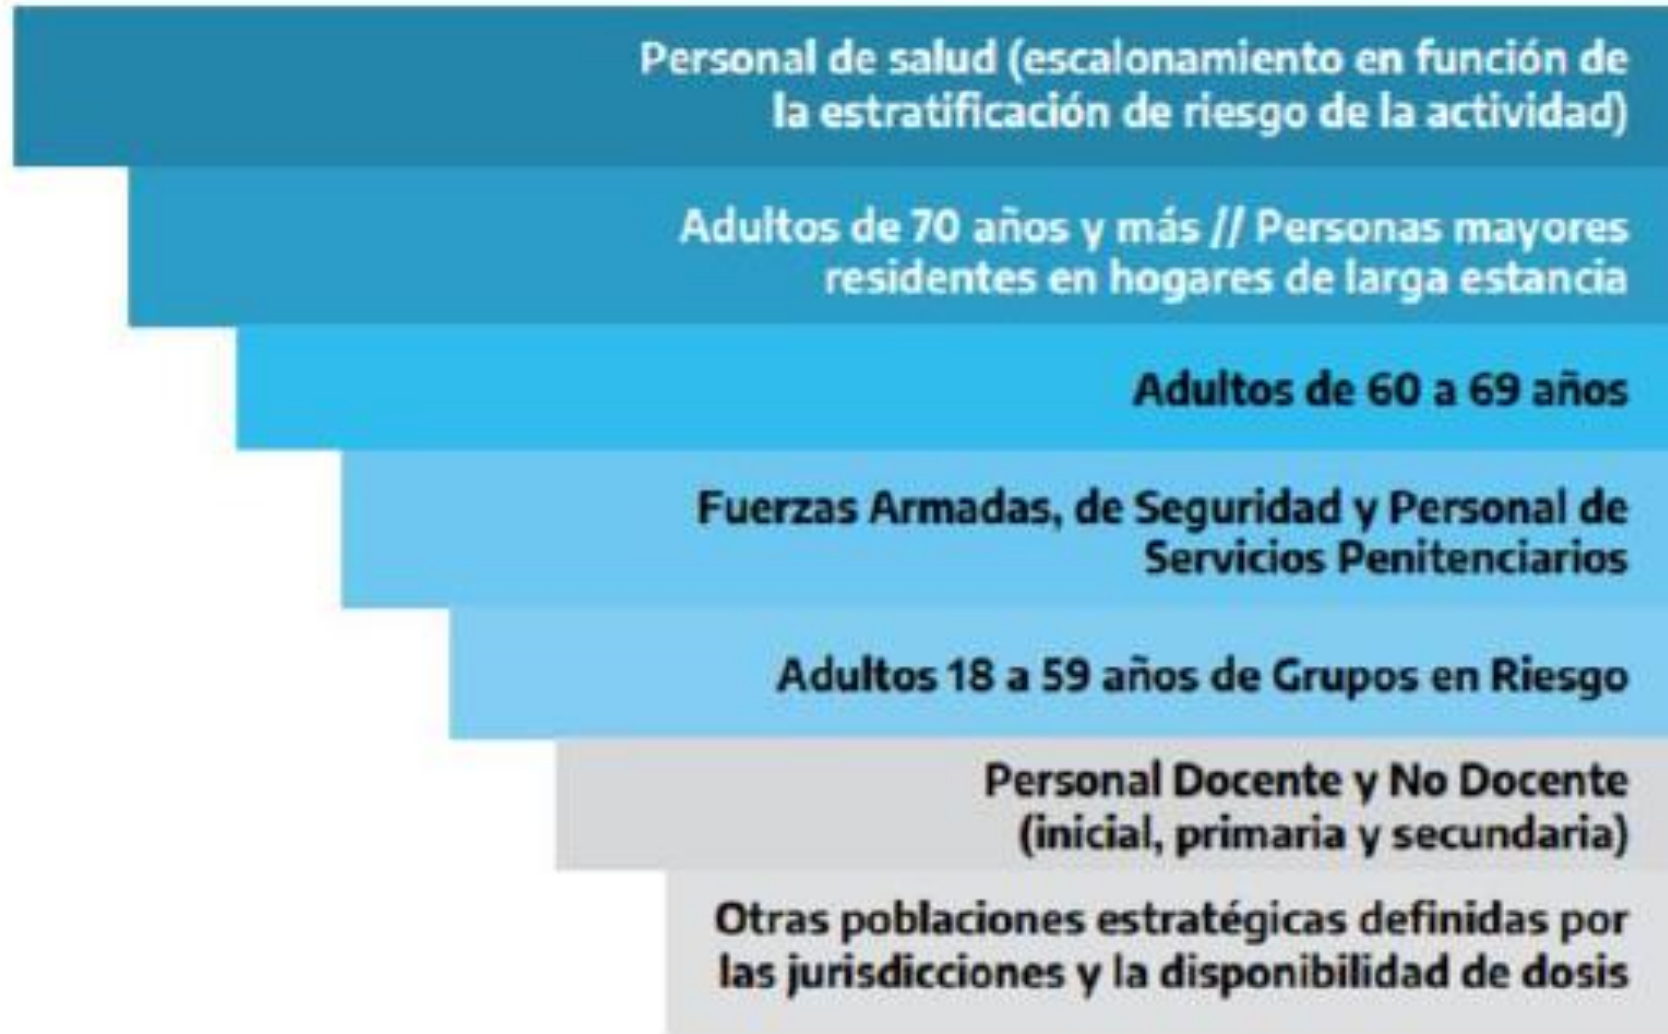 Personal de salud (escalonamiento en función de
la estratificación de riesgo de la actividad)
Adultos de 70 años y más // Personas mayores
residentes en hogares de larga estancia
Adultos de 60 a 69 años
Fuerzas Armadas, de Seguridad y Personal de
Servicios Penitenciarios
Adultos 18 a 59 años de Grupos en Riesgo
Personal Docente y No Docente
(inicial, primaria y secundaria)
Otras poblaciones estratégicas definidas por
las jurisdicciones y la disponibilidad de dosis